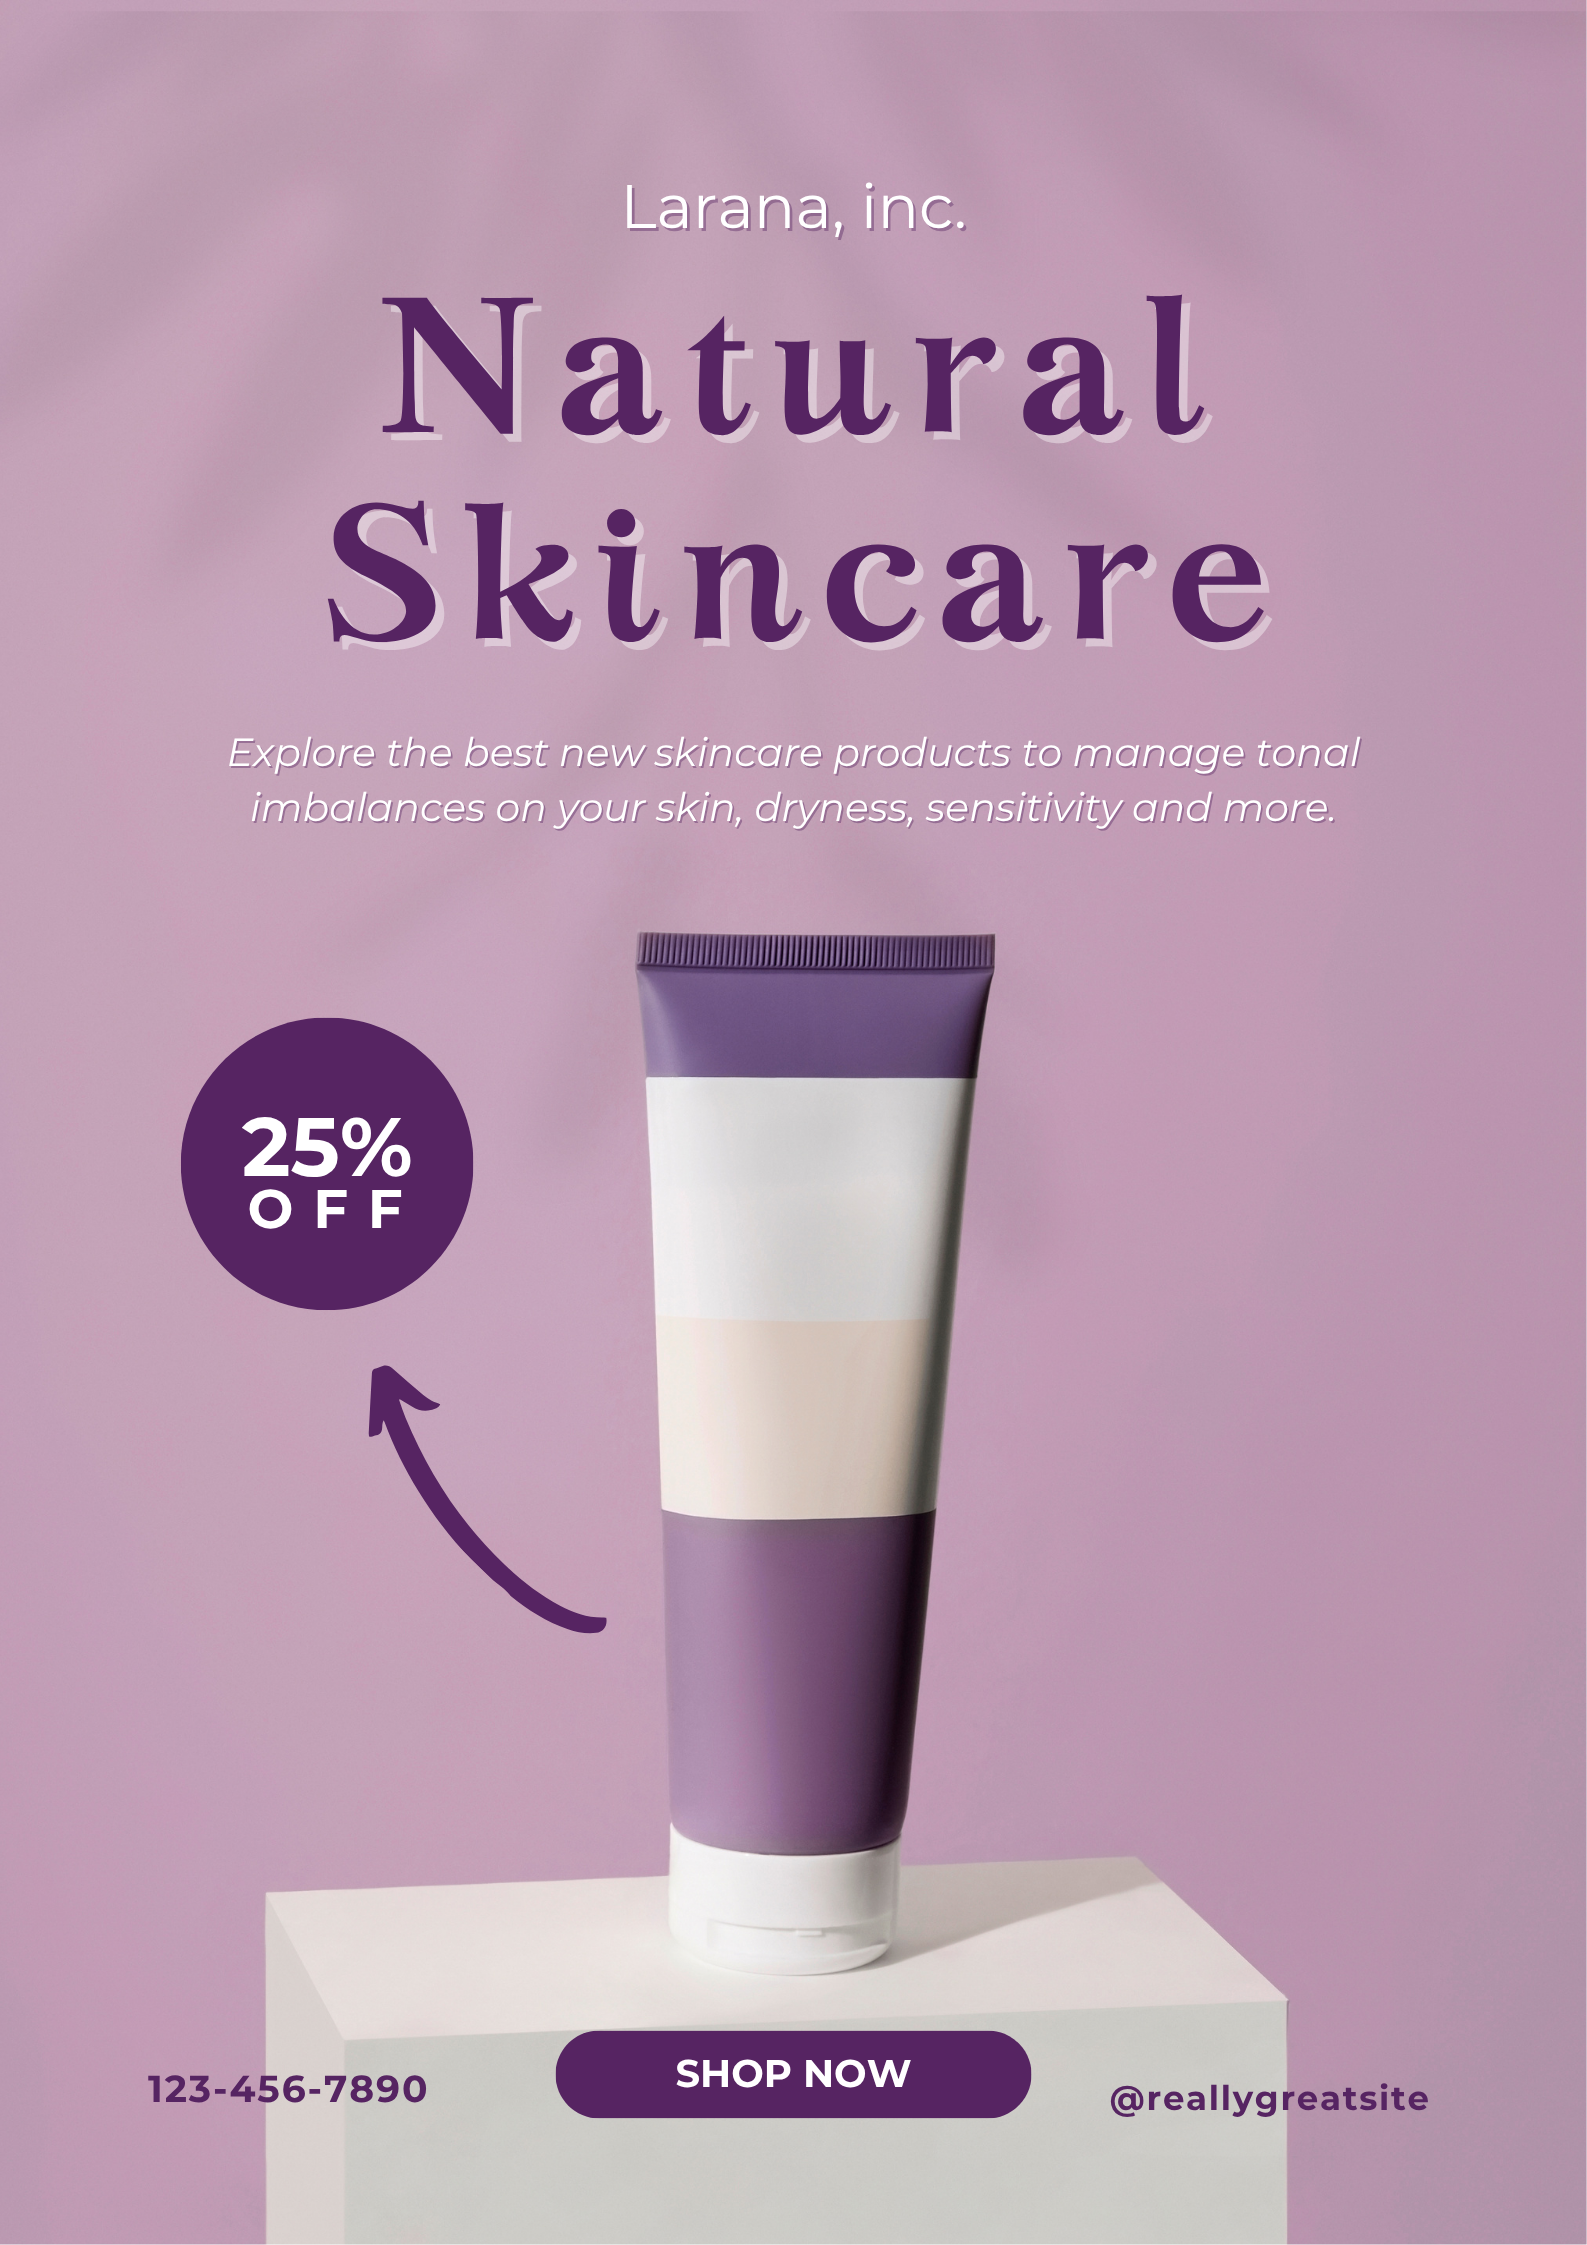 Larana, inc.
Natural
Skincare
Explore the best new skincare products to manage tonal
imbalances on your skin, dryness, sensitivity and more.
25%
OFF
123-456-7890
SHOP NOW
@reallygreatsite